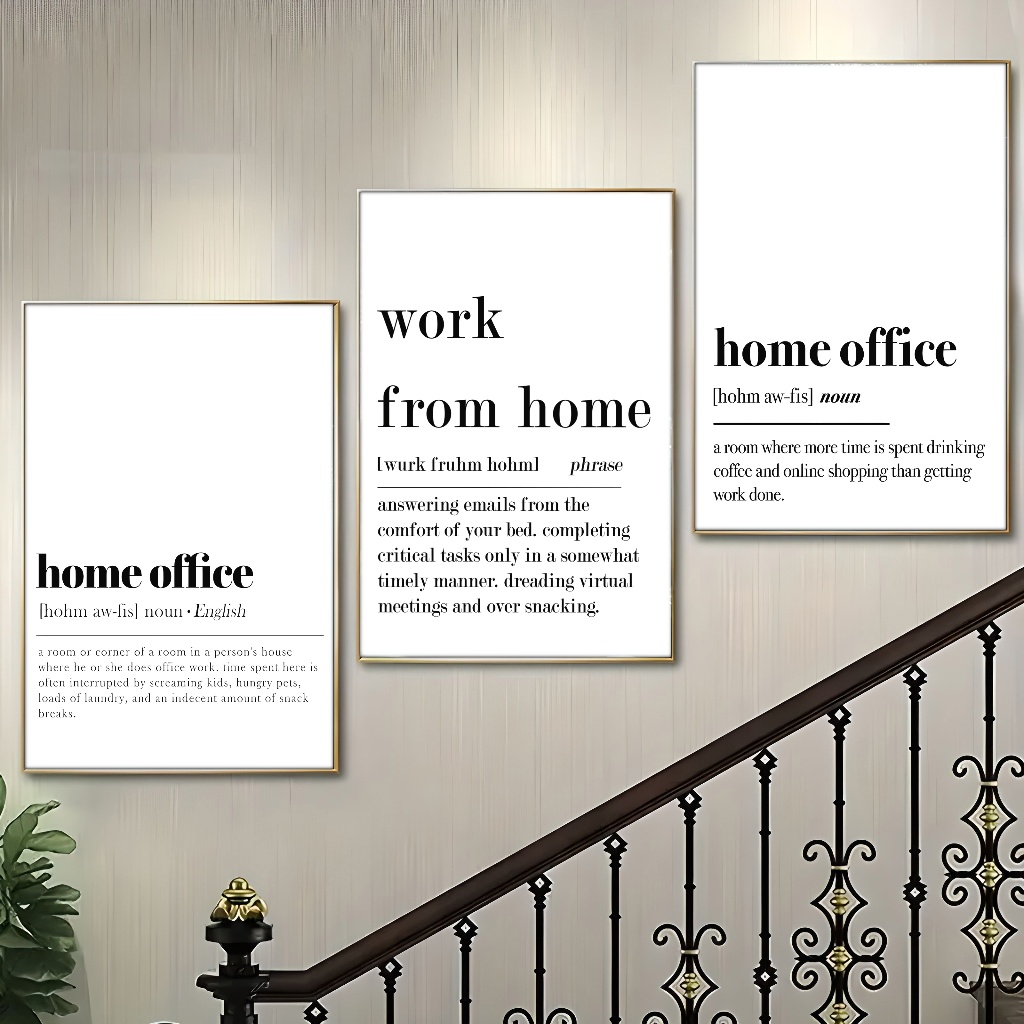 home office
[hohm aw-fis] noun • English
a room or corner of a room in a person's house
where he or she does office work. time spent here is
often interrupted by screaming kids, hungry pets,
loads of laundry, and an indecent amount of snack
breaks.
work
from home
[wurk fruhm hohm] phrase
answering emails from the
comfort of your bed. completing
critical tasks only in a somewhat
timely manner. dreading virtual
meetings and over snacking.
home office
[hohm aw-fis] noun
a room where more time is spent drinking
coffee and online shopping than getting
work done.